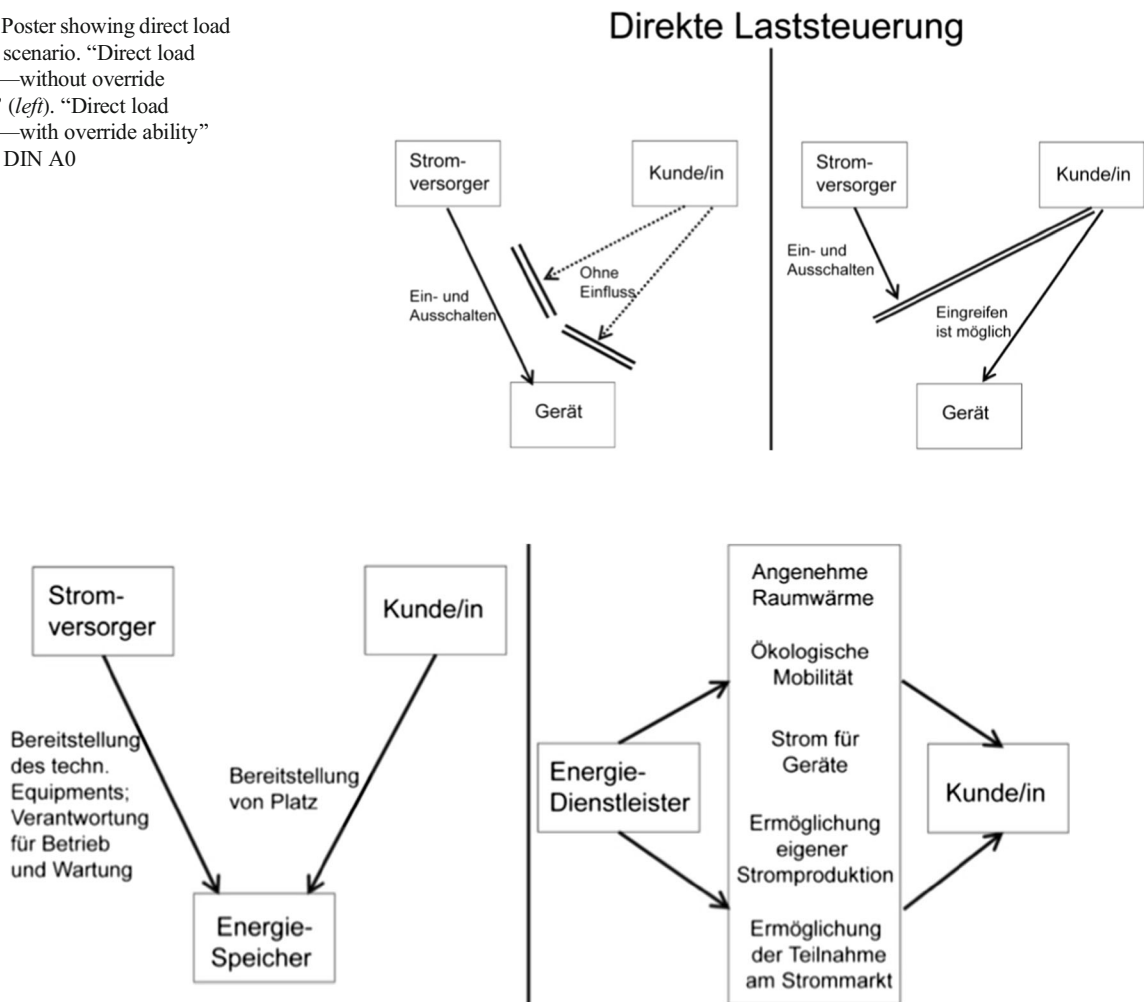 Poster showing direct load
scenario. “Direct load
—without override
” (left). “Direct load
—with override ability”
DIN A0
Direkte Laststeuerung
Strom-
versorger
Kunde/in
Ohne
Einfluss
Ein- und
Ausschalten
Gerät
Strom-
versorger
Kunde/in
Ein- und
Ausschalten
Eingreifen
ist möglich
Gerät
Strom-
versorger
Kunde/in
Bereitstellung
des techn.
Equipments;
Verantwortung
für Betrieb
und Wartung
Bereitstellung
von Platz
Energie-
Speicher
Energie-
Dienstleister
Angenehme
Raumwärme
Ökologische
Mobilität
Strom für
Geräte
Ermöglichung
eigener
Stromproduktion
Ermöglichung
der Teilnahme
am Strommarkt
Kunde/in